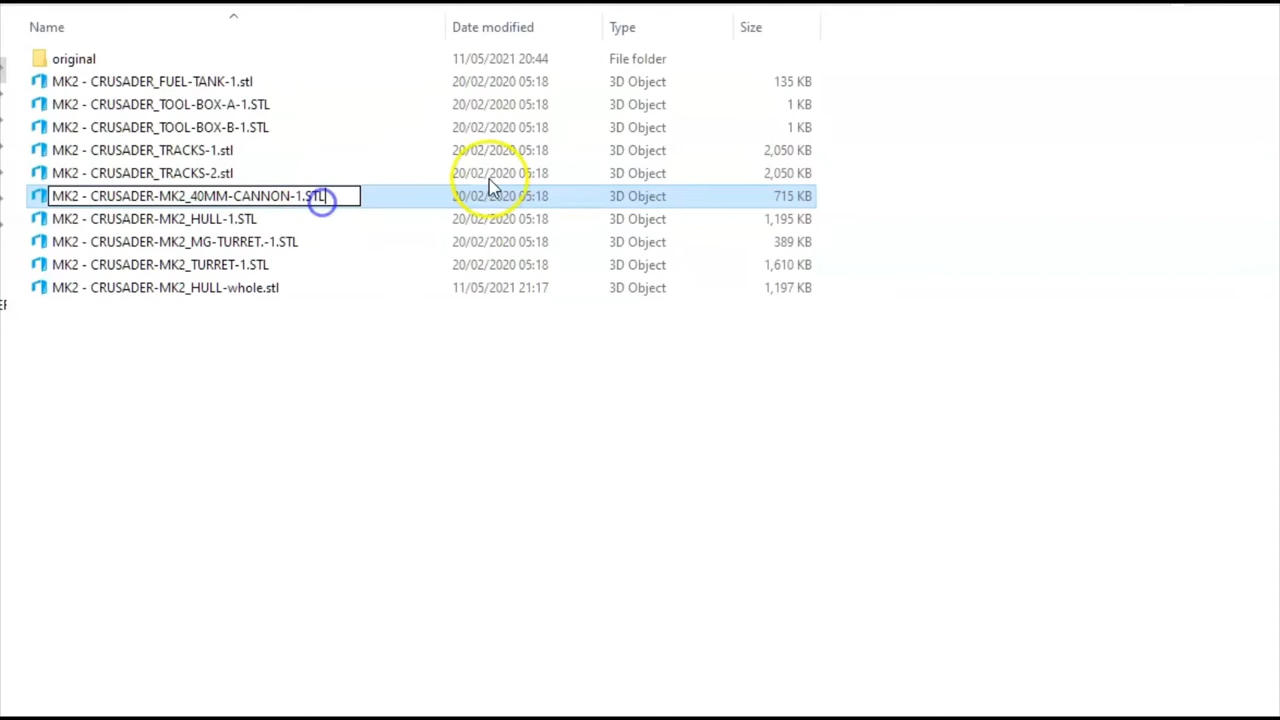 Name Date modified Type Size
original 11/05/2021 20:44 File folder
MK2 - CRUSADER_FUEL-TANK-1.stl 20/02/2020 05:18 3D Object 135 KB
MK2 - CRUSADER_TOOL-BOX-A-1.STL 20/02/2020 05:18 3D Object 1 KB
MK2 - CRUSADER_TOOL-BOX-B-1.STL 20/02/2020 05:18 3D Object 1 KB
MK2 - CRUSADER_TRACKS-1.stl 20/02/2020 05:18 3D Object 2,050 KB
MK2 - CRUSADER_TRACKS-2.stl 20/02/2020 05:18 3D Object 2,050 KB
MK2 - CRUSADER-MK2_40MM-CANNON-1.STL 20/02/2020 05:18 3D Object 715 KB
MK2 - CRUSADER-MK2_HULL-1.STL 20/02/2020 05:18 3D Object 1,195 KB
MK2 - CRUSADER-MK2_MG-TURRET.-1.STL 20/02/2020 05:18 3D Object 389 KB
MK2 - CRUSADER-MK2_TURRET-1.STL 20/02/2020 05:18 3D Object 1,610 KB
MK2 - CRUSADER-MK2_HULL-whole.stl 11/05/2021 21:17 3D Object 1,197 KB